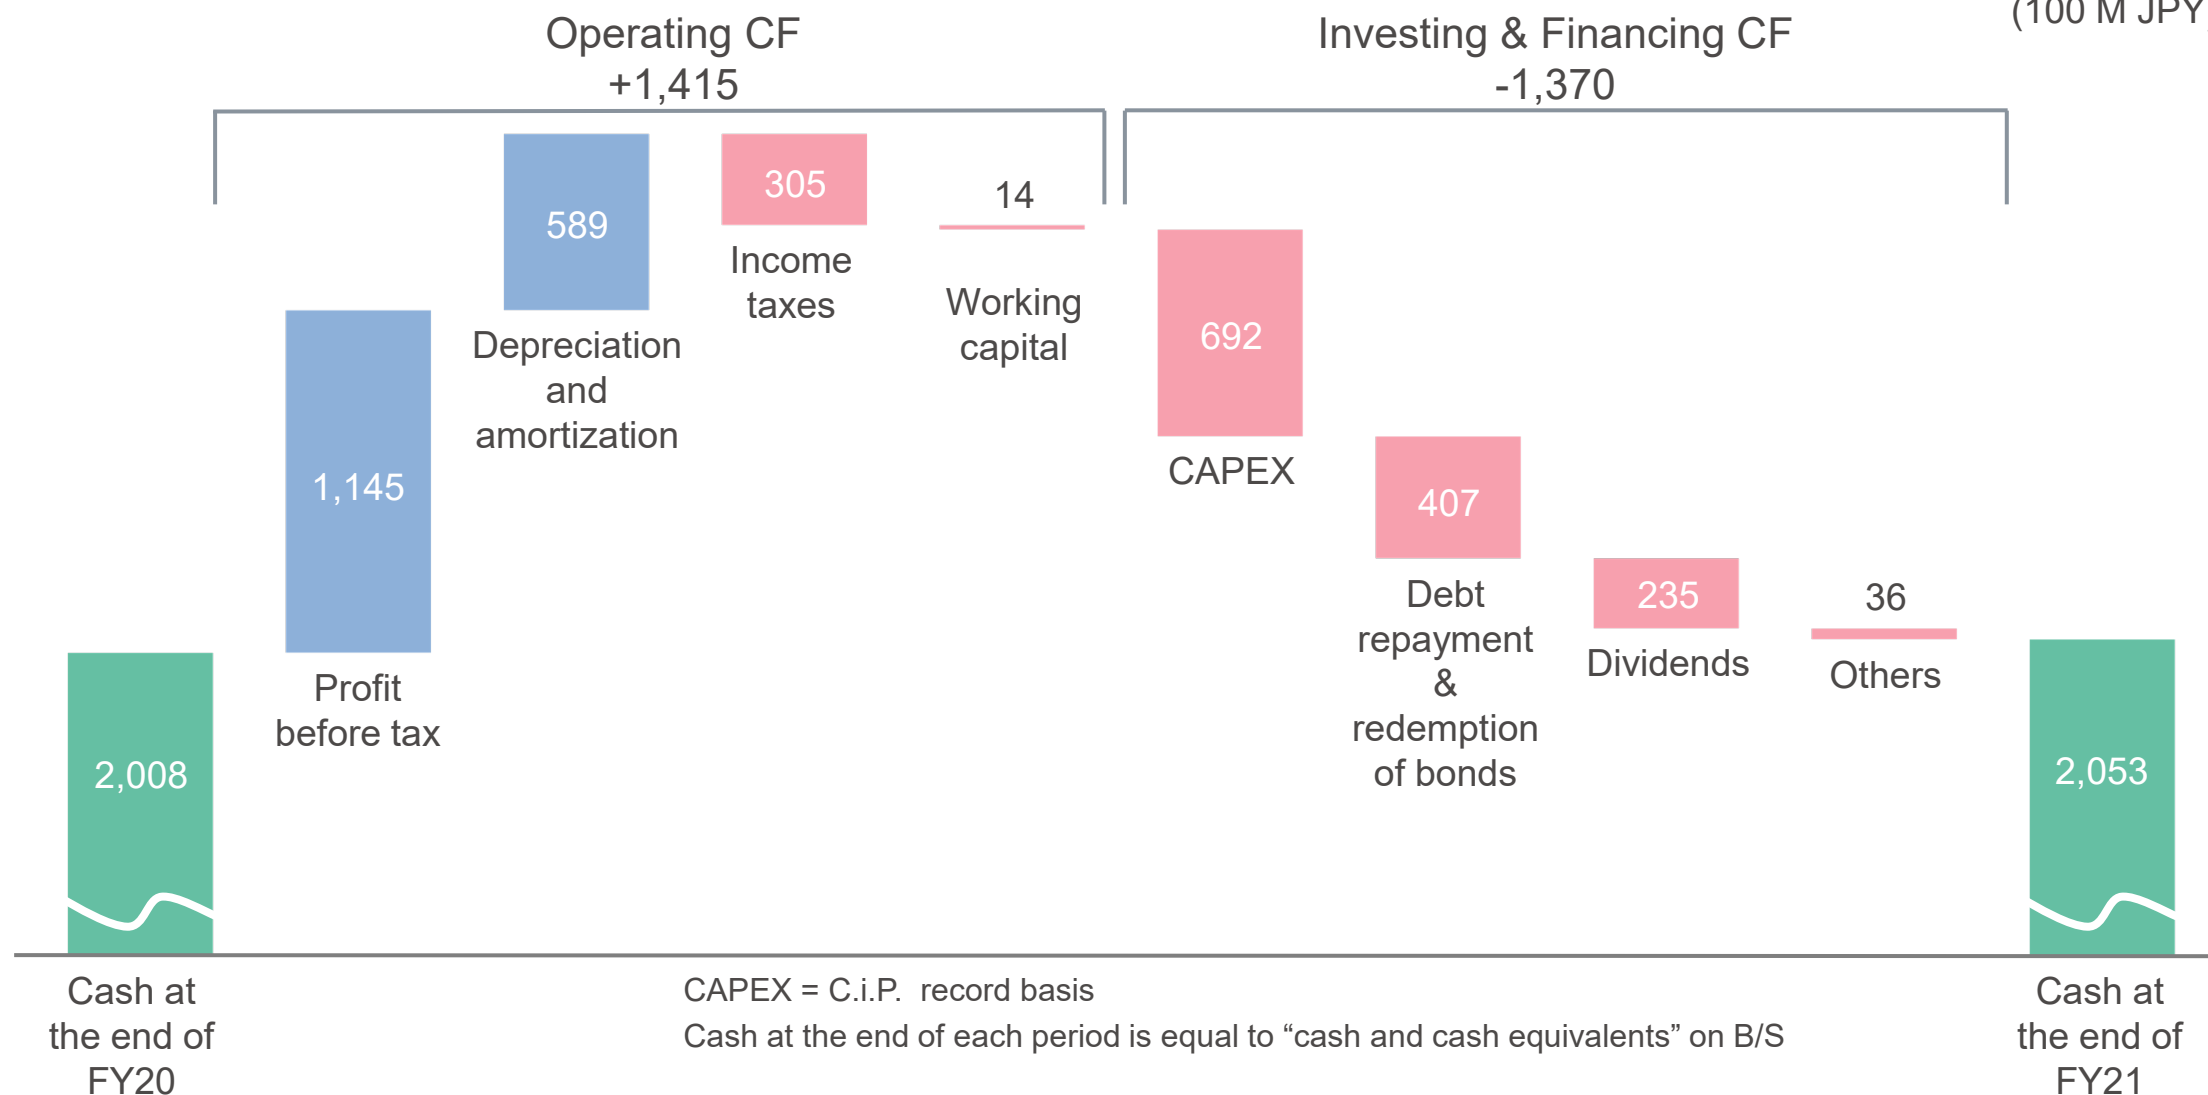 (100 M JPY)
Operating CF
+1,415
Investing & Financing CF
-1,370
2,008
Cash at
the end of
FY20
1,145
Profit
before tax
589
Depreciation
and
amortization
305
Income
taxes
14
Working
capital
692
CAPEX
407
Debt
repayment
&
redemption
of bonds
235
Dividends
36
Others
2,053
Cash at
the end of
FY21
CAPEX = C.i.P. record basis
Cash at the end of each period is equal to “cash and cash equivalents” on B/S